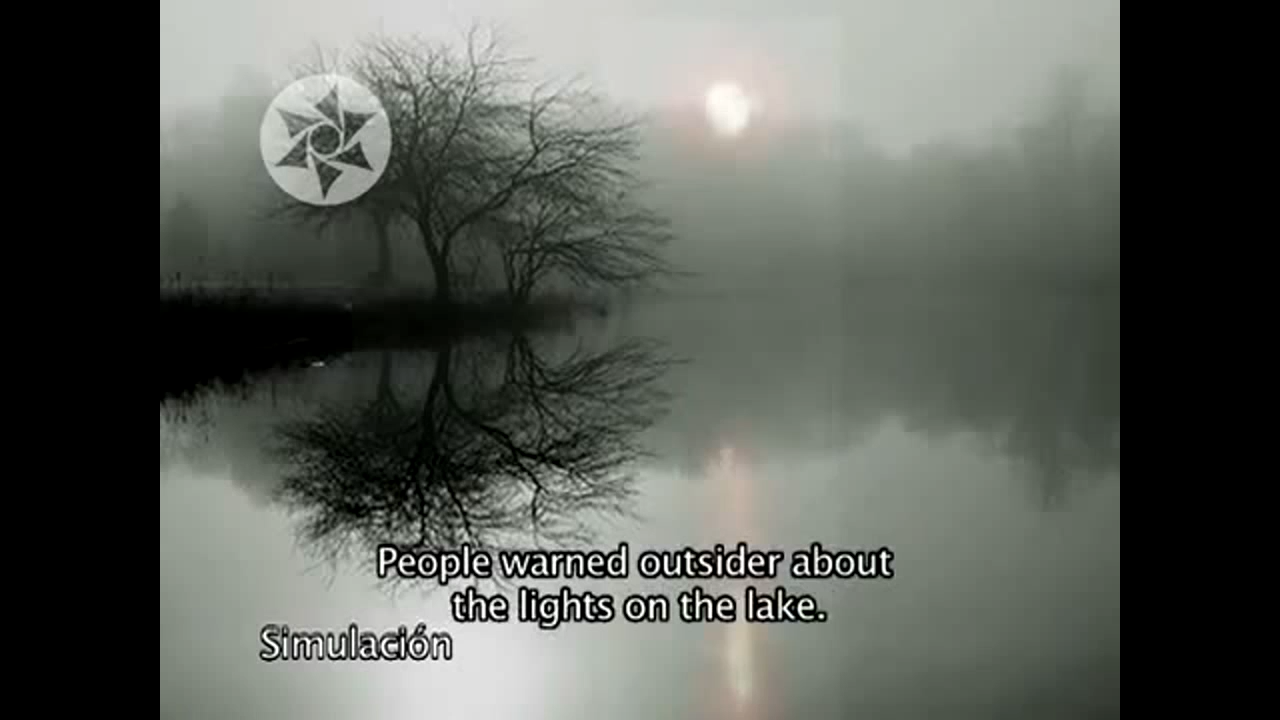 People warned outsider about
the lights on the lake.
Simulación